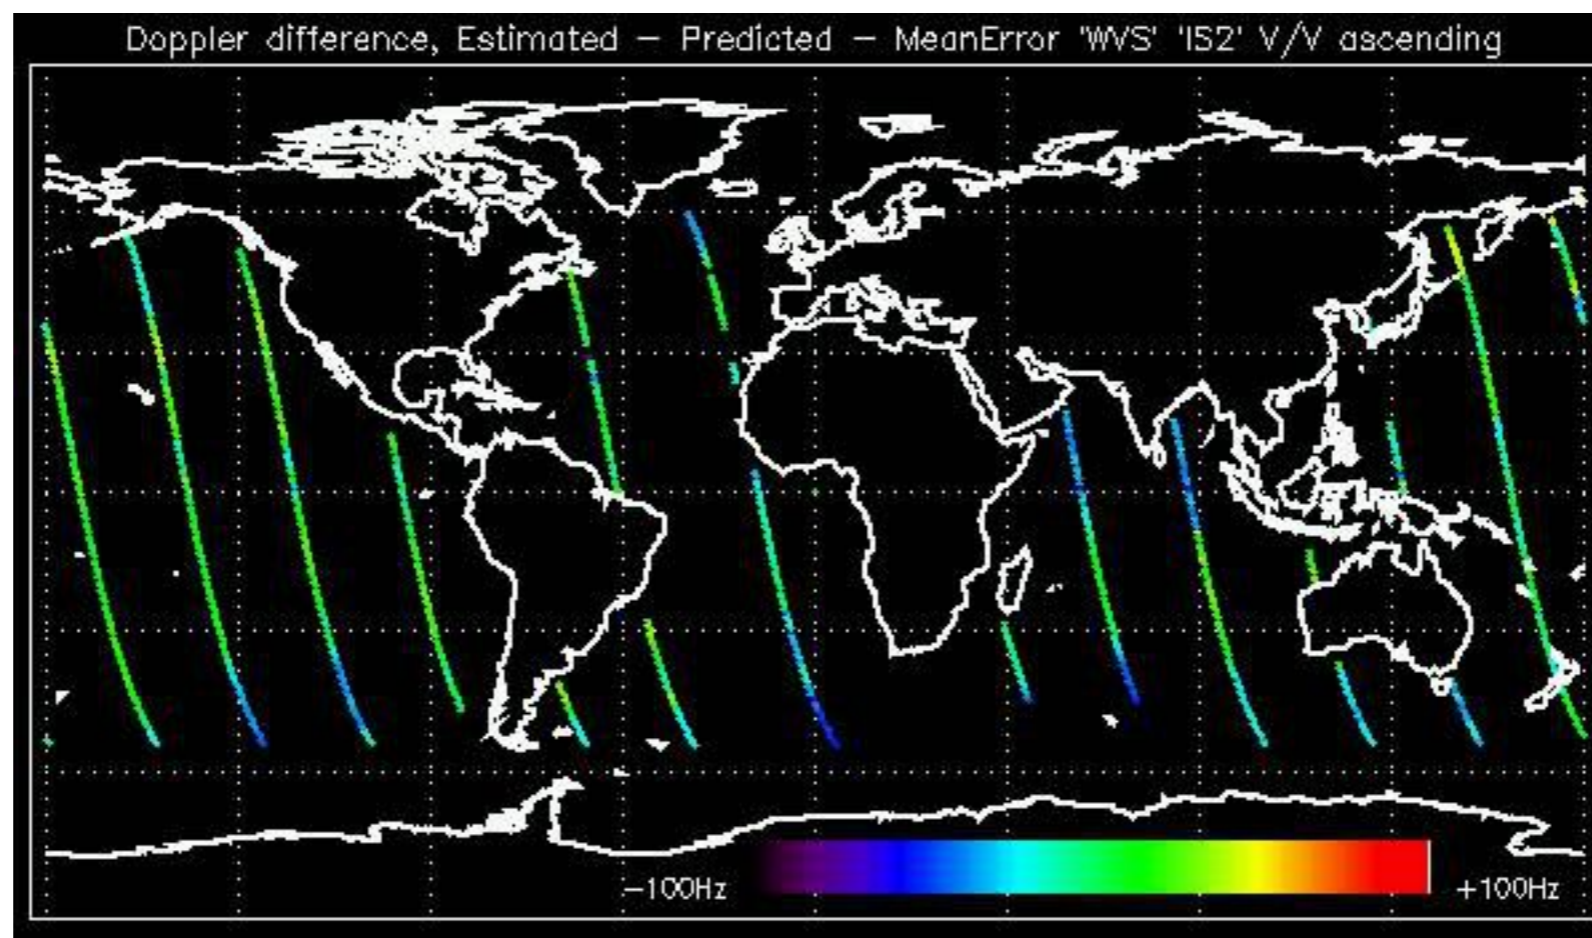 Doppler difference, Estimated – Predicted – MeanError 'WVS' 'IS2' V/V ascending
–100Hz
+100Hz